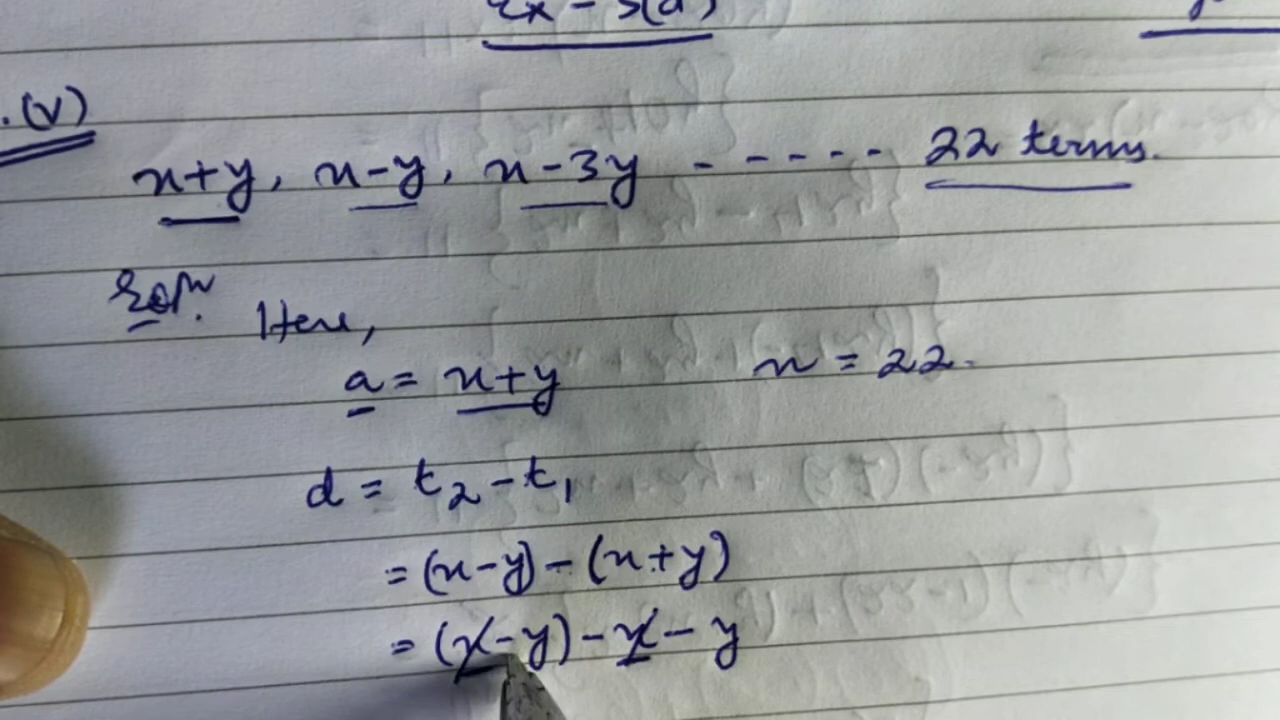 .(v)
x+y, x-y, x-3y ------ 22 terms.
Soln. Here,
a = x+y n = 22.
d = t₂-t₁
= (x-y)-(x+y)
= (x-y)-x-y